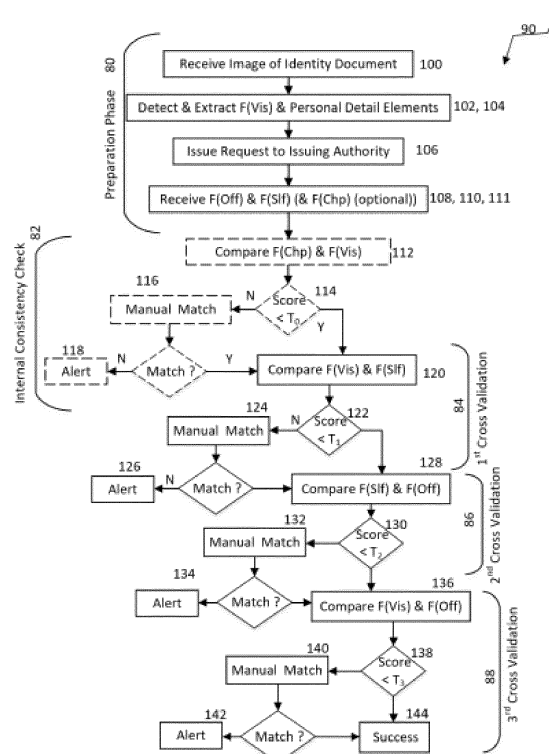 90
80
Preparation Phase
Receive Image of Identity Document
100
Detect & Extract F(Vis) & Personal Detail Elements
102, 104
Issue Request to Issuing Authority
106
Receive F(Off) & F(Slf) (& F(Chp) (optional))
108, 110, 111
82
Internal Consistency Check
Compare F(Chp) & F(Vis)
112
116
Manual Match
N
Score
< T0
114
Y
118
Alert
N
Match ?
Y
Compare F(Vis) & F(Slf)
120
84
1st Cross Validation
124
Manual Match
N
Score
< T1
122
126
Alert
N
Match ?
Compare F(Slf) & F(Off)
128
86
2nd Cross Validation
132
Manual Match
Score
< T2
130
134
Alert
Match ?
Compare F(Vis) & F(Off)
136
88
3rd Cross Validation
140
Manual Match
Score
< T3
138
142
Alert
Match ?
144
Success